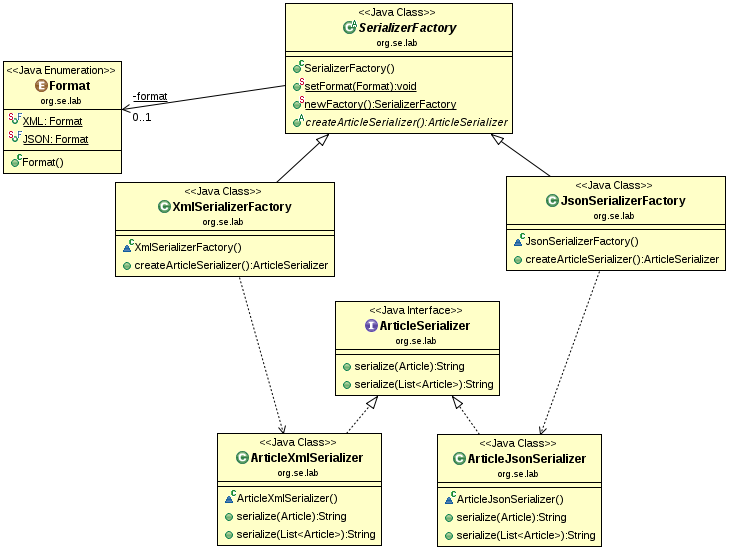 <<Java Class>>
SerializerFactory
org.se.lab
SerializerFactory()
setFormat(Format):void
newFactory():SerializerFactory
createArticleSerializer():ArticleSerializer
<<Java Enumeration>>
Format
org.se.lab
XML: Format
JSON: Format
Format()
-format
0..1
<<Java Class>>
XmlSerializerFactory
org.se.lab
XmlSerializerFactory()
createArticleSerializer():ArticleSerializer
<<Java Class>>
JsonSerializerFactory
org.se.lab
JsonSerializerFactory()
createArticleSerializer():ArticleSerializer
<<Java Interface>>
ArticleSerializer
org.se.lab
serialize(Article):String
serialize(List<Article>):String
<<Java Class>>
ArticleXmlSerializer
org.se.lab
ArticleXmlSerializer()
serialize(Article):String
serialize(List<Article>):String
<<Java Class>>
ArticleJsonSerializer
org.se.lab
ArticleJsonSerializer()
serialize(Article):String
serialize(List<Article>):String